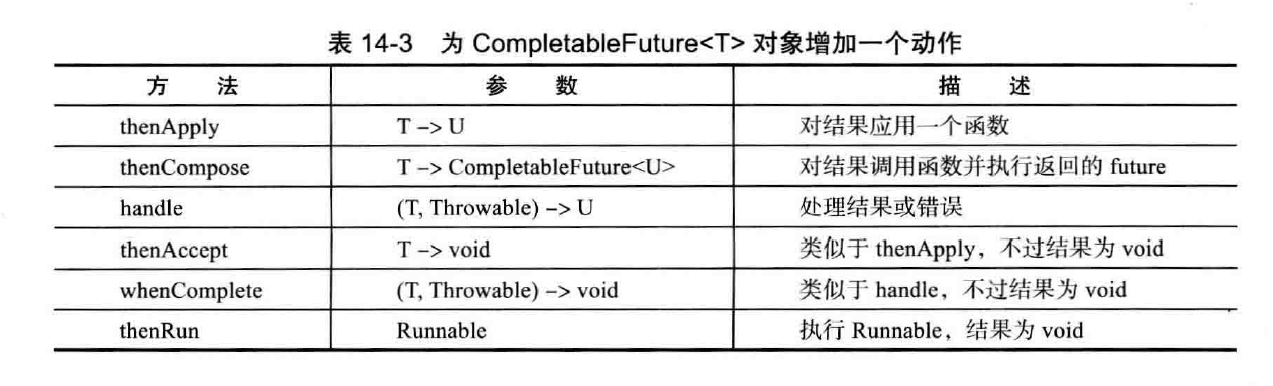 表 14-3 为 CompletableFuture<T> 对象增加一个动作
方 法 参 数 描 述
thenApply T –> U 对结果应用一个函数
thenCompose T –> CompletableFuture<U> 对结果调用函数并执行返回的 future
handle (T, Throwable) –> U 处理结果或错误
thenAccept T –> void 类似于 thenApply，不过结果为 void
whenComplete (T, Throwable) –> void 类似于 handle，不过结果为 void
thenRun Runnable 执行 Runnable，结果为 void